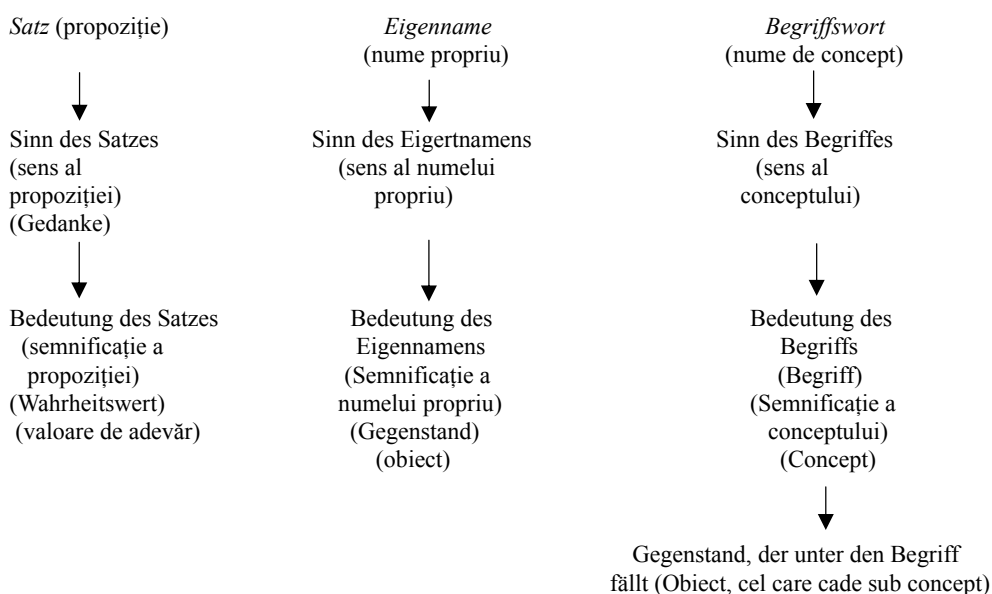 Satz (propoziție)
Sinn des Satzes
(sens al
propoziției)
(Gedanke)
Bedeutung des Satzes
(semnificație a
propoziției)
(Wahrheitswert)
(valoare de adevăr)
Eigenname
(nume propriu)
Sinn des Eigertnamens
(sens al numelui
propriu)
Bedeutung des
Eigennamens
(Semnificație a
numelui propriu)
(Gegenstand)
(obiect)
Begriffswort
(nume de concept)
Sinn des Begriffes
(sens al
conceptului)
Bedeutung des
Begriffs
(Begriff)
(Semnificație a
conceptului)
(Concept)
Gegenstand, der unter den Begriff
fällt (Obiect, cel care cade sub concept)